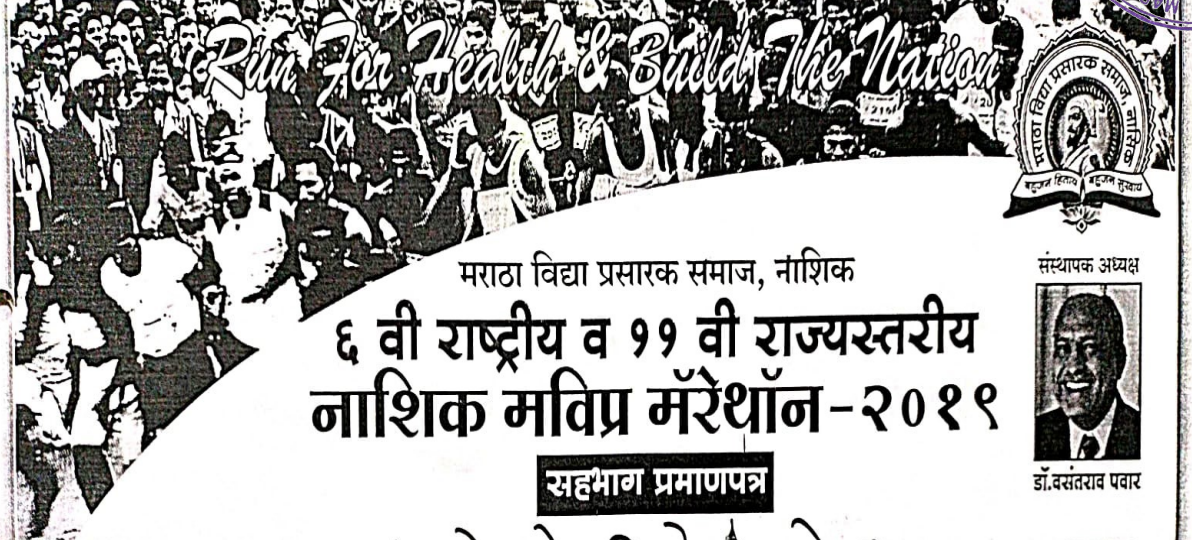 Run For Health & Build The Nation
मराठा विद्या प्रसारक समाज, नाशिक
बहुजन हिताय बहुजन सुखाय
मराठा विद्या प्रसारक समाज, नाशिक
६ वी राष्ट्रीय व ११ वी राज्यस्तरीय
नाशिक मविप्र मॅरेथॉन-२०१९
सहभाग प्रमाणपत्र
संस्थापक अध्यक्ष
डॉ.वसंतराव पवार